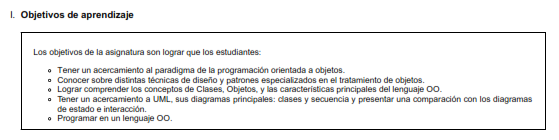 I. Objetivos de aprendizaje
Los objetivos de la asignatura son lograr que los estudiantes:
Tener un acercamiento al paradigma de la programación orientada a objetos.
Conocer sobre distintas técnicas de diseño y patrones especializados en el tratamiento de objetos.
Lograr comprender los conceptos de Clases, Objetos, y las características principales del lenguaje OO.
Tener un acercamiento a UML, sus diagramas principales: clases y secuencia y presentar una comparación con los diagramas
de estado e interacción.
Programar en un lenguaje OO.